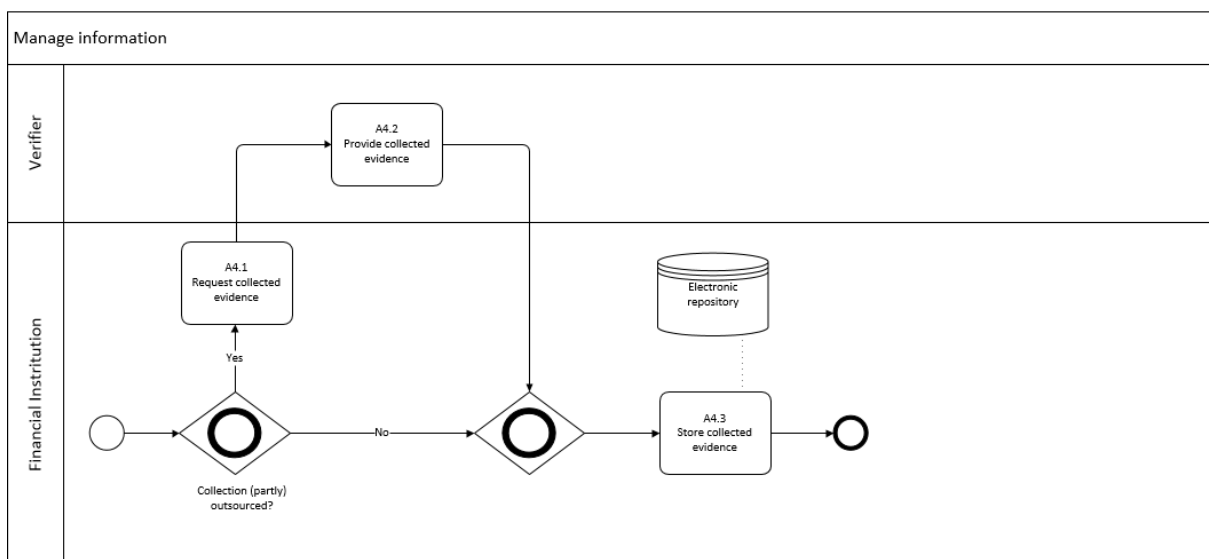 Manage information
Verifier
A4.2
Provide collected
evidence
Financial Instritution
A4.1
Request collected
evidence
Electronic
repository
Yes
No
A4.3
Store collected
evidence
Collection (partly)
outsourced?